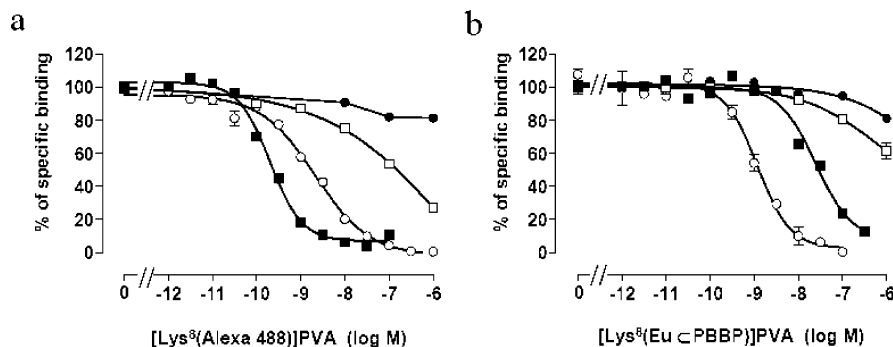 a
b
120
100
80
60
40
20
0
% of specific binding
0 -12 -11 -10 -9 -8 -7 -6
[Lys⁸(Alexa 488)]PVA (log M)
120
100
80
60
40
20
0
% of specific binding
0 -12 -11 -10 -9 -8 -7 -6
[Lys⁸(Eu ⊂PBBP)]PVA (log M)